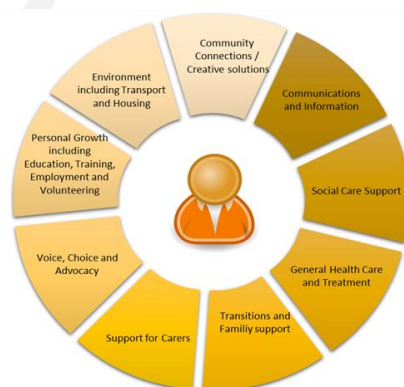 Community
Connections /
Creative solutions
Communications
and Information
Social Care Support
General Health Care
and Treatment
Transitions and
Familiy support
Support for Carers
Voice, Choice and
Advocacy
Personal Growth
including
Education, Training,
Employment and
Volunteering
Environment
including Transport
and Housing